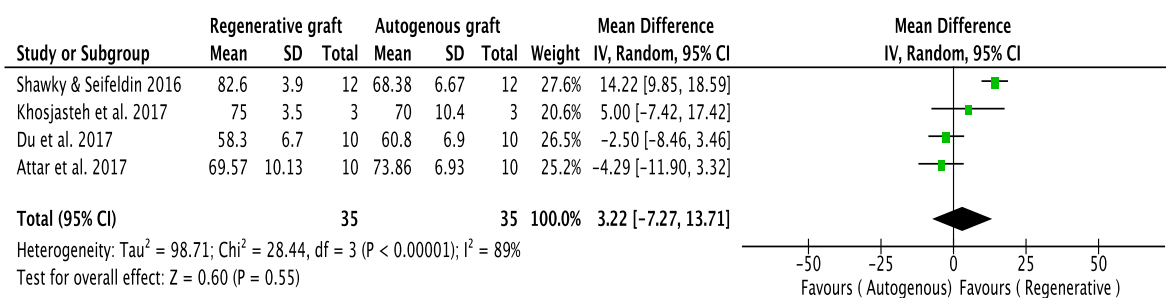 Regenerative graft Autogenous graft Mean Difference Mean Difference
Study or Subgroup Mean SD Total Mean SD Total Weight IV, Random, 95% CI IV, Random, 95% CI
Shawky & Seifeldin 2016 82.6 3.9 12 68.38 6.67 12 27.6% 14.22 [9.85, 18.59]
Khosjasteh et al. 2017 75 3.5 3 70 10.4 3 20.6% 5.00 [−7.42, 17.42]
Du et al. 2017 58.3 6.7 10 60.8 6.9 10 26.5% −2.50 [−8.46, 3.46]
Attar et al. 2017 69.57 10.13 10 73.86 6.93 10 25.2% −4.29 [−11.90, 3.32]
Total (95% CI) 35 35 100.0% 3.22 [−7.27, 13.71]
Heterogeneity: Tau² = 98.71; Chi² = 28.44, df = 3 (P < 0.00001); I² = 89%
Test for overall effect: Z = 0.60 (P = 0.55)
−50 −25 0 25 50
Favours ( Autogenous) Favours ( Regenerative )